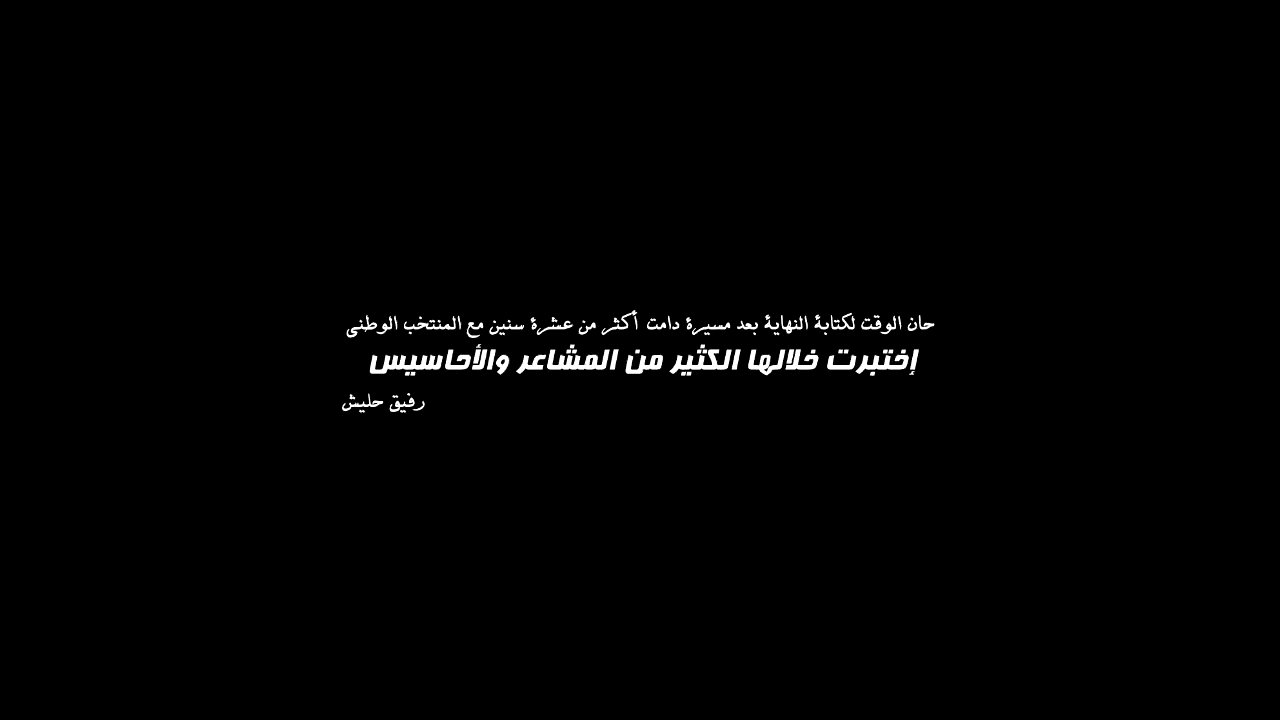 حان الوقت لكتابة النهاية بعد مسيرة دامت أكثر من عشرة سنين مع المنتخب الوطني
إختبرت خلالها الكثير من المشاعر والأحاسيس
رفيق حليش